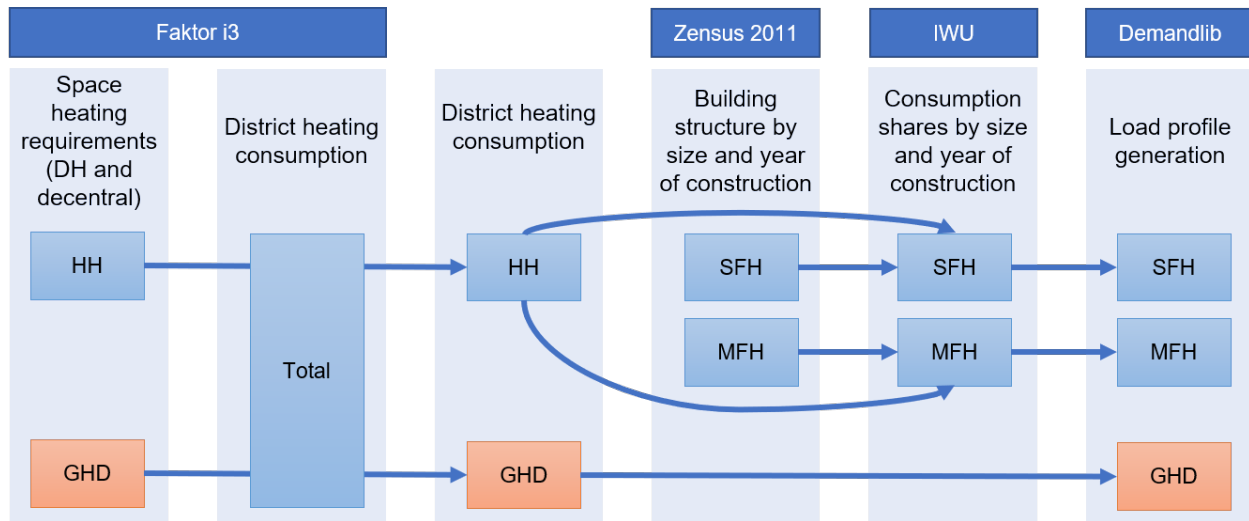 Faktor i3
Zensus 2011
IWU
Demandlib
Space
heating
requirements
(DH and
decentral)
District heating
consumption
District heating
consumption
Building
structure by
size and year
of construction
Consumption
shares by size
and year of
construction
Load profile
generation
HH
Total
HH
SFH
SFH
SFH
MFH
MFH
MFH
GHD
GHD
GHD